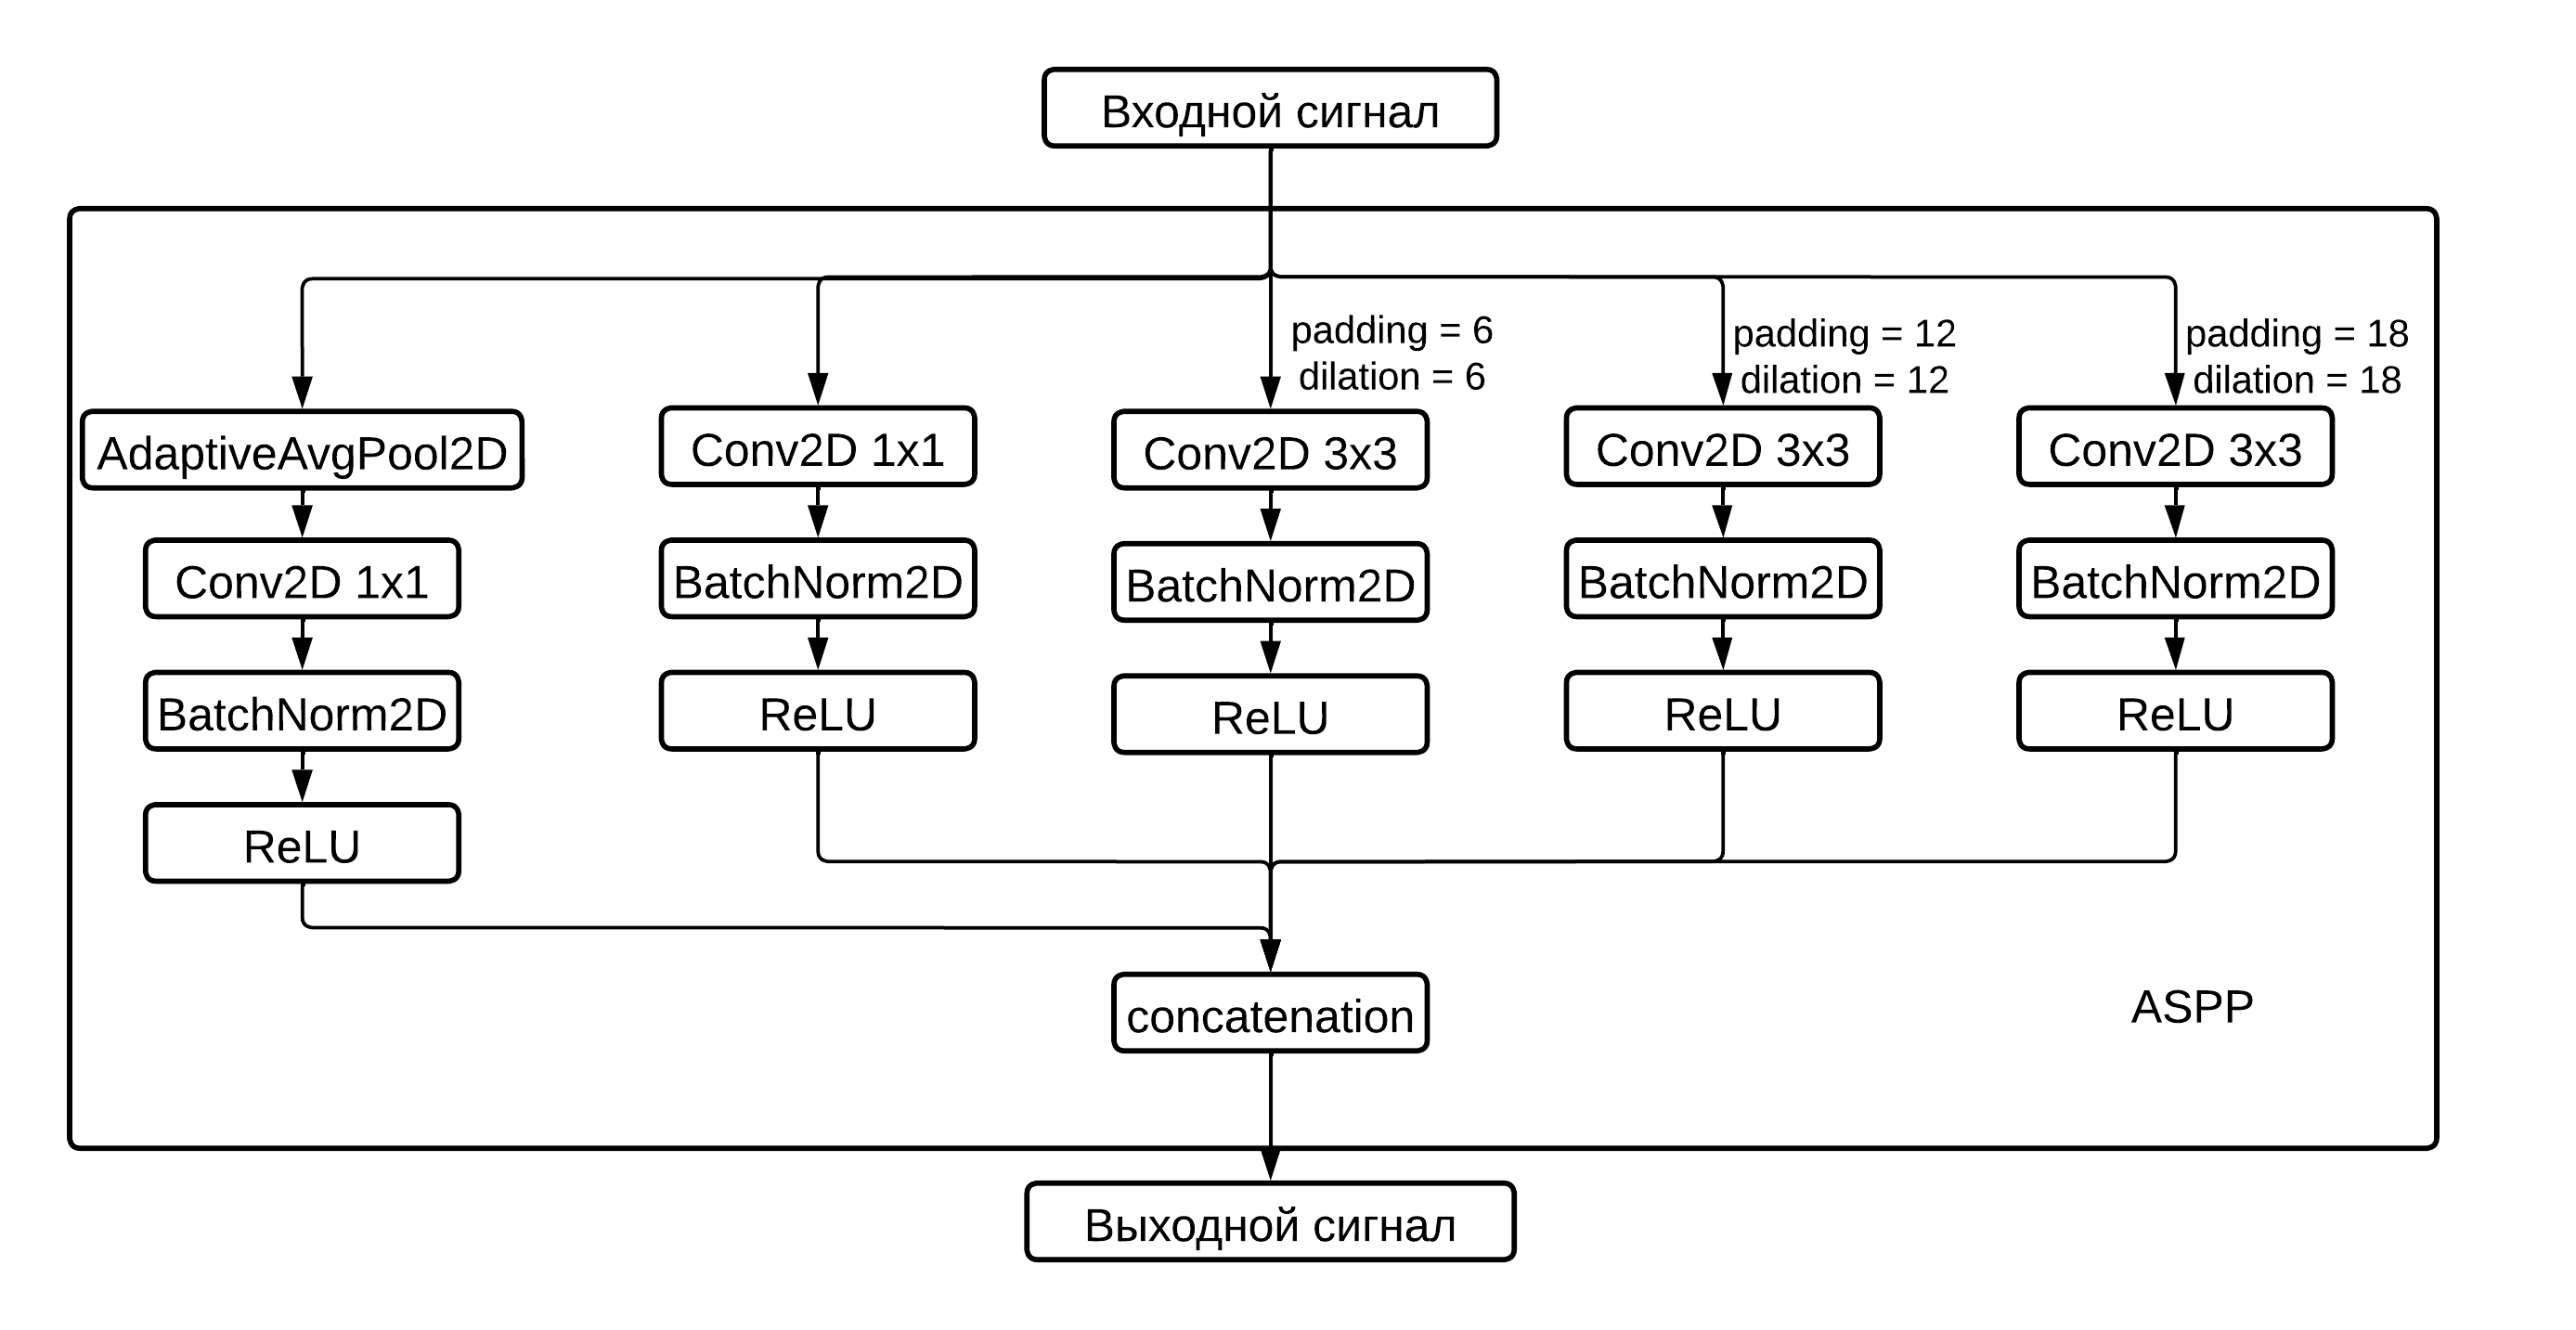 Входной сигнал
padding = 6
dilation = 6
padding = 12
dilation = 12
padding = 18
dilation = 18
AdaptiveAvgPool2D
Conv2D 1x1
Conv2D 3x3
Conv2D 3x3
Conv2D 3x3
Conv2D 1x1
BatchNorm2D
BatchNorm2D
BatchNorm2D
BatchNorm2D
BatchNorm2D
ReLU
ReLU
ReLU
ReLU
ReLU
concatenation
ASPP
Выходной сигнал